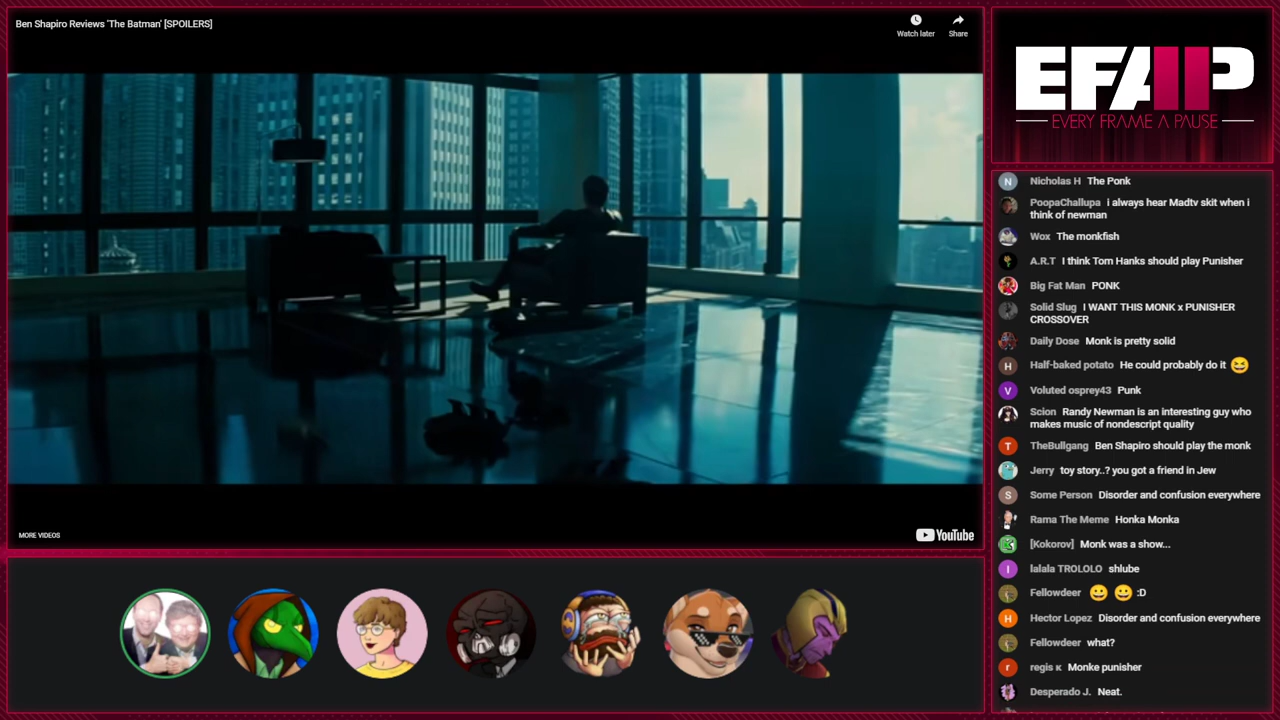 Ben Shapiro Reviews 'The Batman' [SPOILERS]
Watch later
Share
MORE VIDEOS
YouTube
EFAP
EVERY FRAME A PAUSE
N
Nicholas H The Ponk
PoopaChallupa i always hear Madtv skit when i
think of newman
Wox The monkfish
A.R.T I think Tom Hanks should play Punisher
Big Fat Man PONK
Solid Slug I WANT THIS MONK x PUNISHER
CROSSOVER
Daily Dose Monk is pretty solid
H
Half-baked potato He could probably do it 😆
V
Voluted osprey43 Punk
Scion Randy Newman is an interesting guy who
makes music of nondescript quality
T
TheBullgang Ben Shapiro should play the monk
Jerry toy story..? you got a friend in Jew
S
Some Person Disorder and confusion everywhere
Rama The Meme Honka Monka
[Kokorov] Monk was a show...
l
lalala TROLOLO shlube
Fellowdeer 😀 😀 :D
H
Hector Lopez Disorder and confusion everywhere
Fellowdeer what?
r
regis κ Monke punisher
Desperado J. Neat.